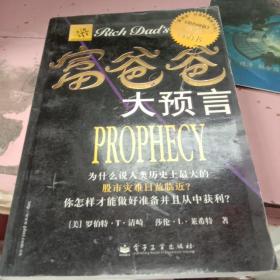 Rich Dad's
富爸爸
大预言
PROPHECY
为什么说人类历史上最大的
股市灾难日益临近？
你怎样才能做好准备并且从中获利？
［美］罗伯特·T·清崎 莎伦·L·莱希特 著
电子工业出版社